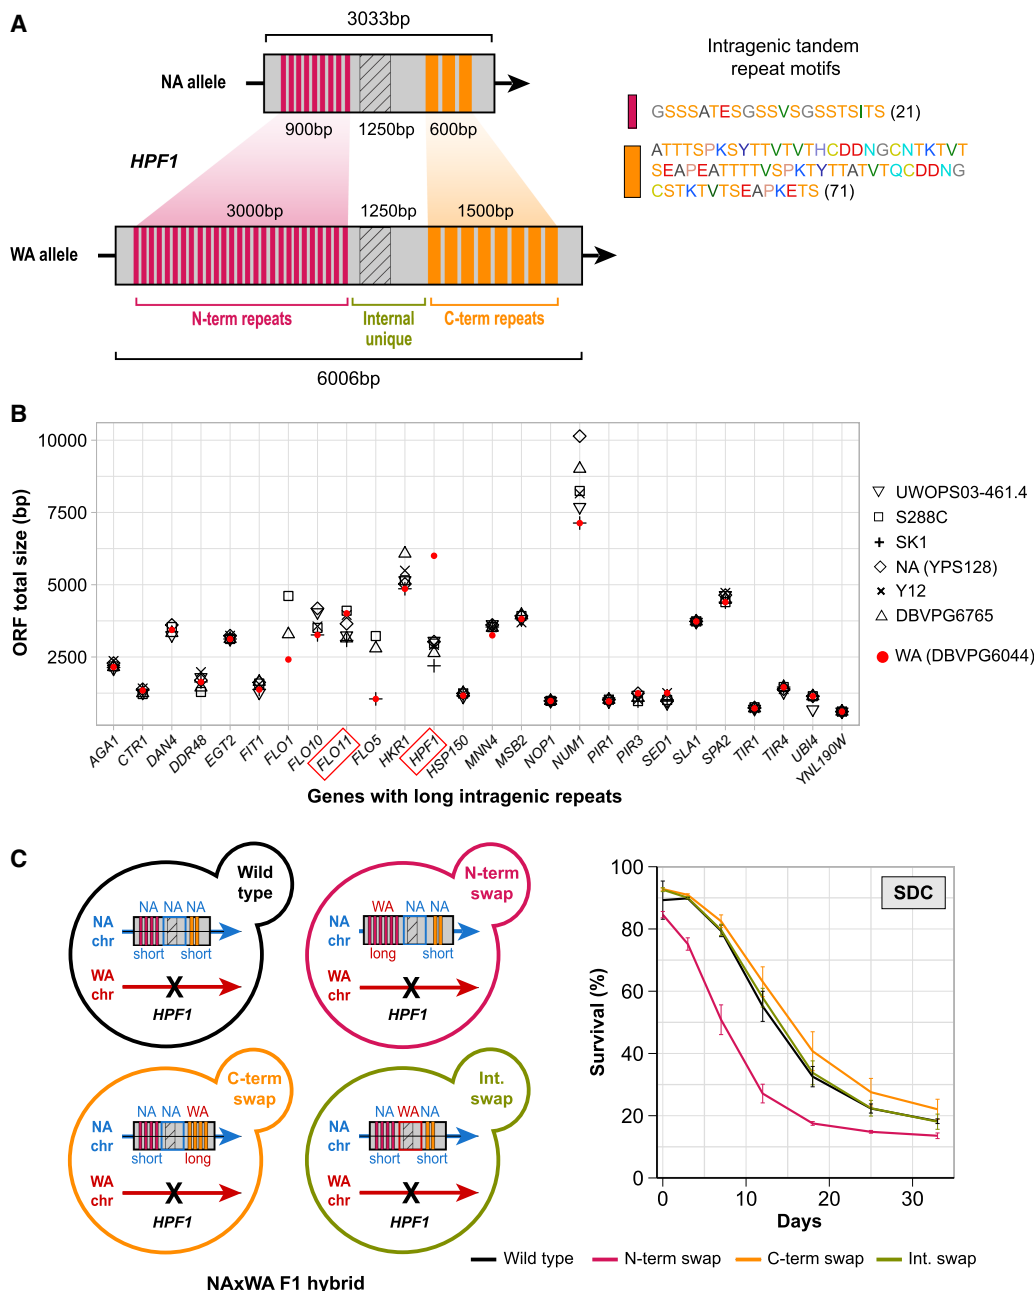 A
3033bp
NA allele
900bp 1250bp 600bp
HPF1
3000bp 1250bp 1500bp
WA allele
N-term repeats
Internal
unique
C-term repeats
6006bp
Intragenic tandem
repeat motifs
GSSSATESGSSVSGSSTSITS (21)
ATTTSPKSYTTVTVTHCDDNGCNTKTVT
SEAPEATTTTVSPKTYTTATVTQCDDNG
CSTKTVTSEAPKETS (71)
B
ORF total size (bp)
10000
7500
5000
2500
AGA1
CTR1
DAN4
DDR48
EGT2
FIT1
FLO1
FLO10
FLO11
FLO5
HKR1
HPF1
HSP150
MNN4
MSB2
NOP1
NUM1
PIR1
PIR3
SED1
SLA1
SPA2
TIR1
TIR4
UBI4
YNL190W
Genes with long intragenic repeats
UWOPS03-461.4
S288C
SK1
NA (YPS128)
Y12
DBVPG6765
WA (DBVPG6044)
C
Wild
type
NA NA NA
NA
chr
short short
WA
chr
X
HPF1
N-term
swap
WA NA NA
NA
chr
long short
WA
chr
X
HPF1
C-term
swap
NA NA WA
NA
chr
short long
WA
chr
X
HPF1
Int.
swap
NA WA NA
NA
chr
short short
WA
chr
X
HPF1
NAxWA F1 hybrid
SDC
Survival (%)
100
80
60
40
20
0
0 10 20 30
Days
Wild type N-term swap C-term swap Int. swap